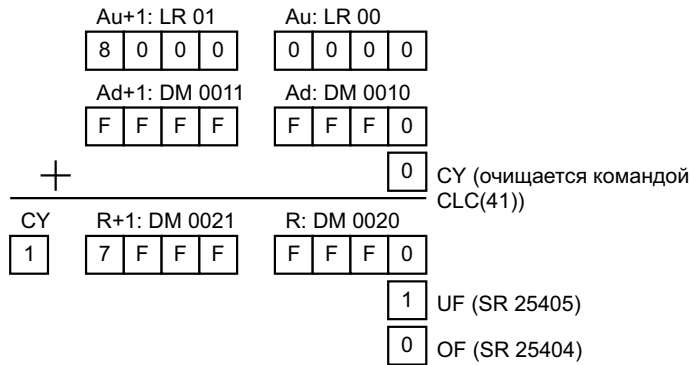 Au+1: LR 01 Au: LR 00
8 0 0 0 0 0 0 0
Ad+1: DM 0011 Ad: DM 0010
F F F F F F F 0
+ 0 CY (очищается командой
CLC(41))
CY R+1: DM 0021 R: DM 0020
1 7 F F F F F F 0
1 UF (SR 25405)
0 OF (SR 25404)